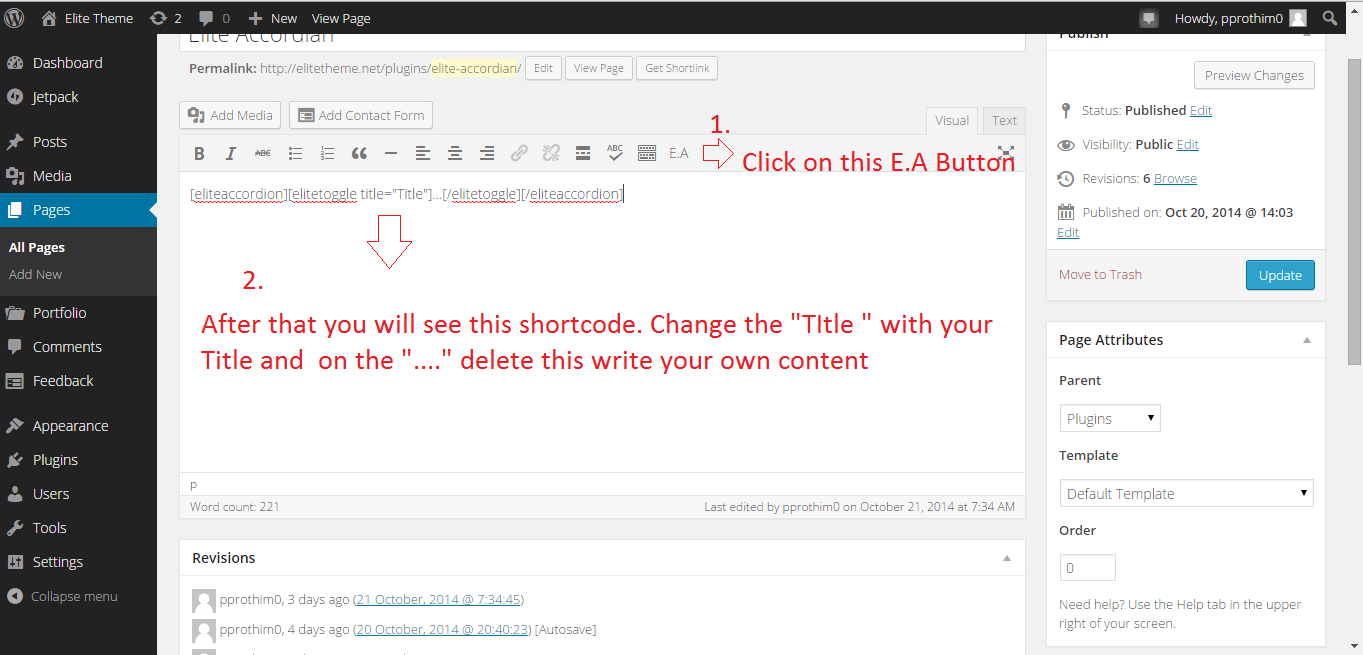 Elite Theme 2 0 New View Page Howdy, pprothim0
Dashboard
Jetpack
Posts
Media
Pages
All Pages
Add New
Portfolio
Comments
Feedback
Appearance
Plugins
Users
Tools
Settings
Collapse menu
Elite Accordian
Permalink: http://elitetheme.net/plugins/elite-accordian/ Edit View Page Get Shortlink
Add Media Add Contact Form
Visual Text
B I ABC ABC E.A
1.
Click on this E.A Button
[eliteaccordion][elitetoggle title="Title"]...[/elitetoggle][/eliteaccordion]
2.
After that you will see this shortcode. Change the "TItle " with your
Title and on the "...." delete this write your own content
p
Word count: 221 Last edited by pprothim0 on October 21, 2014 at 7:34 AM
Revisions
pprothim0, 3 days ago (21 October, 2014 @ 7:34:45)
pprothim0, 4 days ago (20 October, 2014 @ 20:40:23) [Autosave]
Publish
Preview Changes
Status: Published Edit
Visibility: Public Edit
Revisions: 6 Browse
Published on: Oct 20, 2014 @ 14:03
Edit
Move to Trash Update
Page Attributes
Parent
Plugins
Template
Default Template
Order
0
Need help? Use the Help tab in the upper
right of your screen.